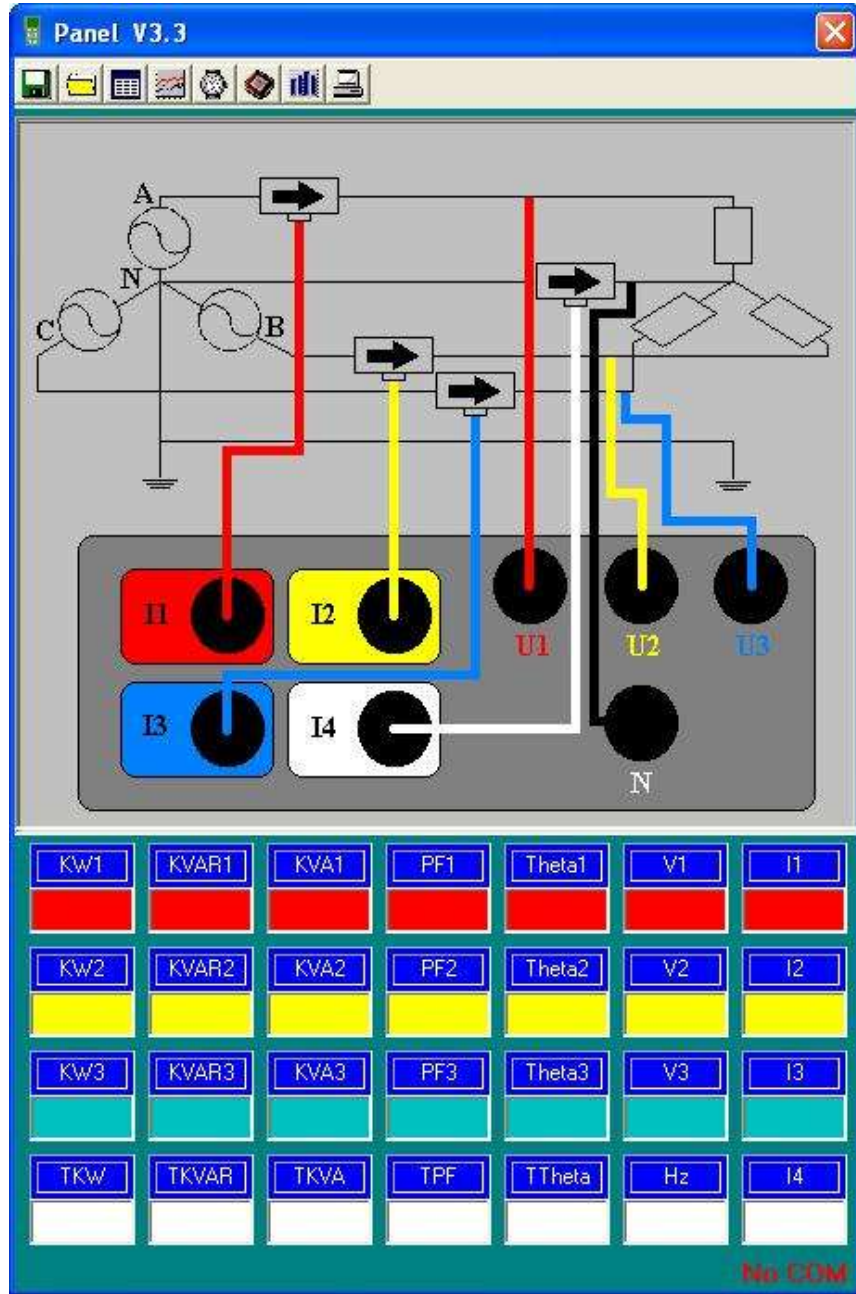 Panel V3.3
A
N
C
B
I1
I2
U1
U2
U3
I3
I4
N
KW1 KVAR1 KVA1 PF1 Theta1 V1 I1
KW2 KVAR2 KVA2 PF2 Theta2 V2 I2
KW3 KVAR3 KVA3 PF3 Theta3 V3 I3
TKW TKVAR TKVA TPF TTheta Hz I4
No COM